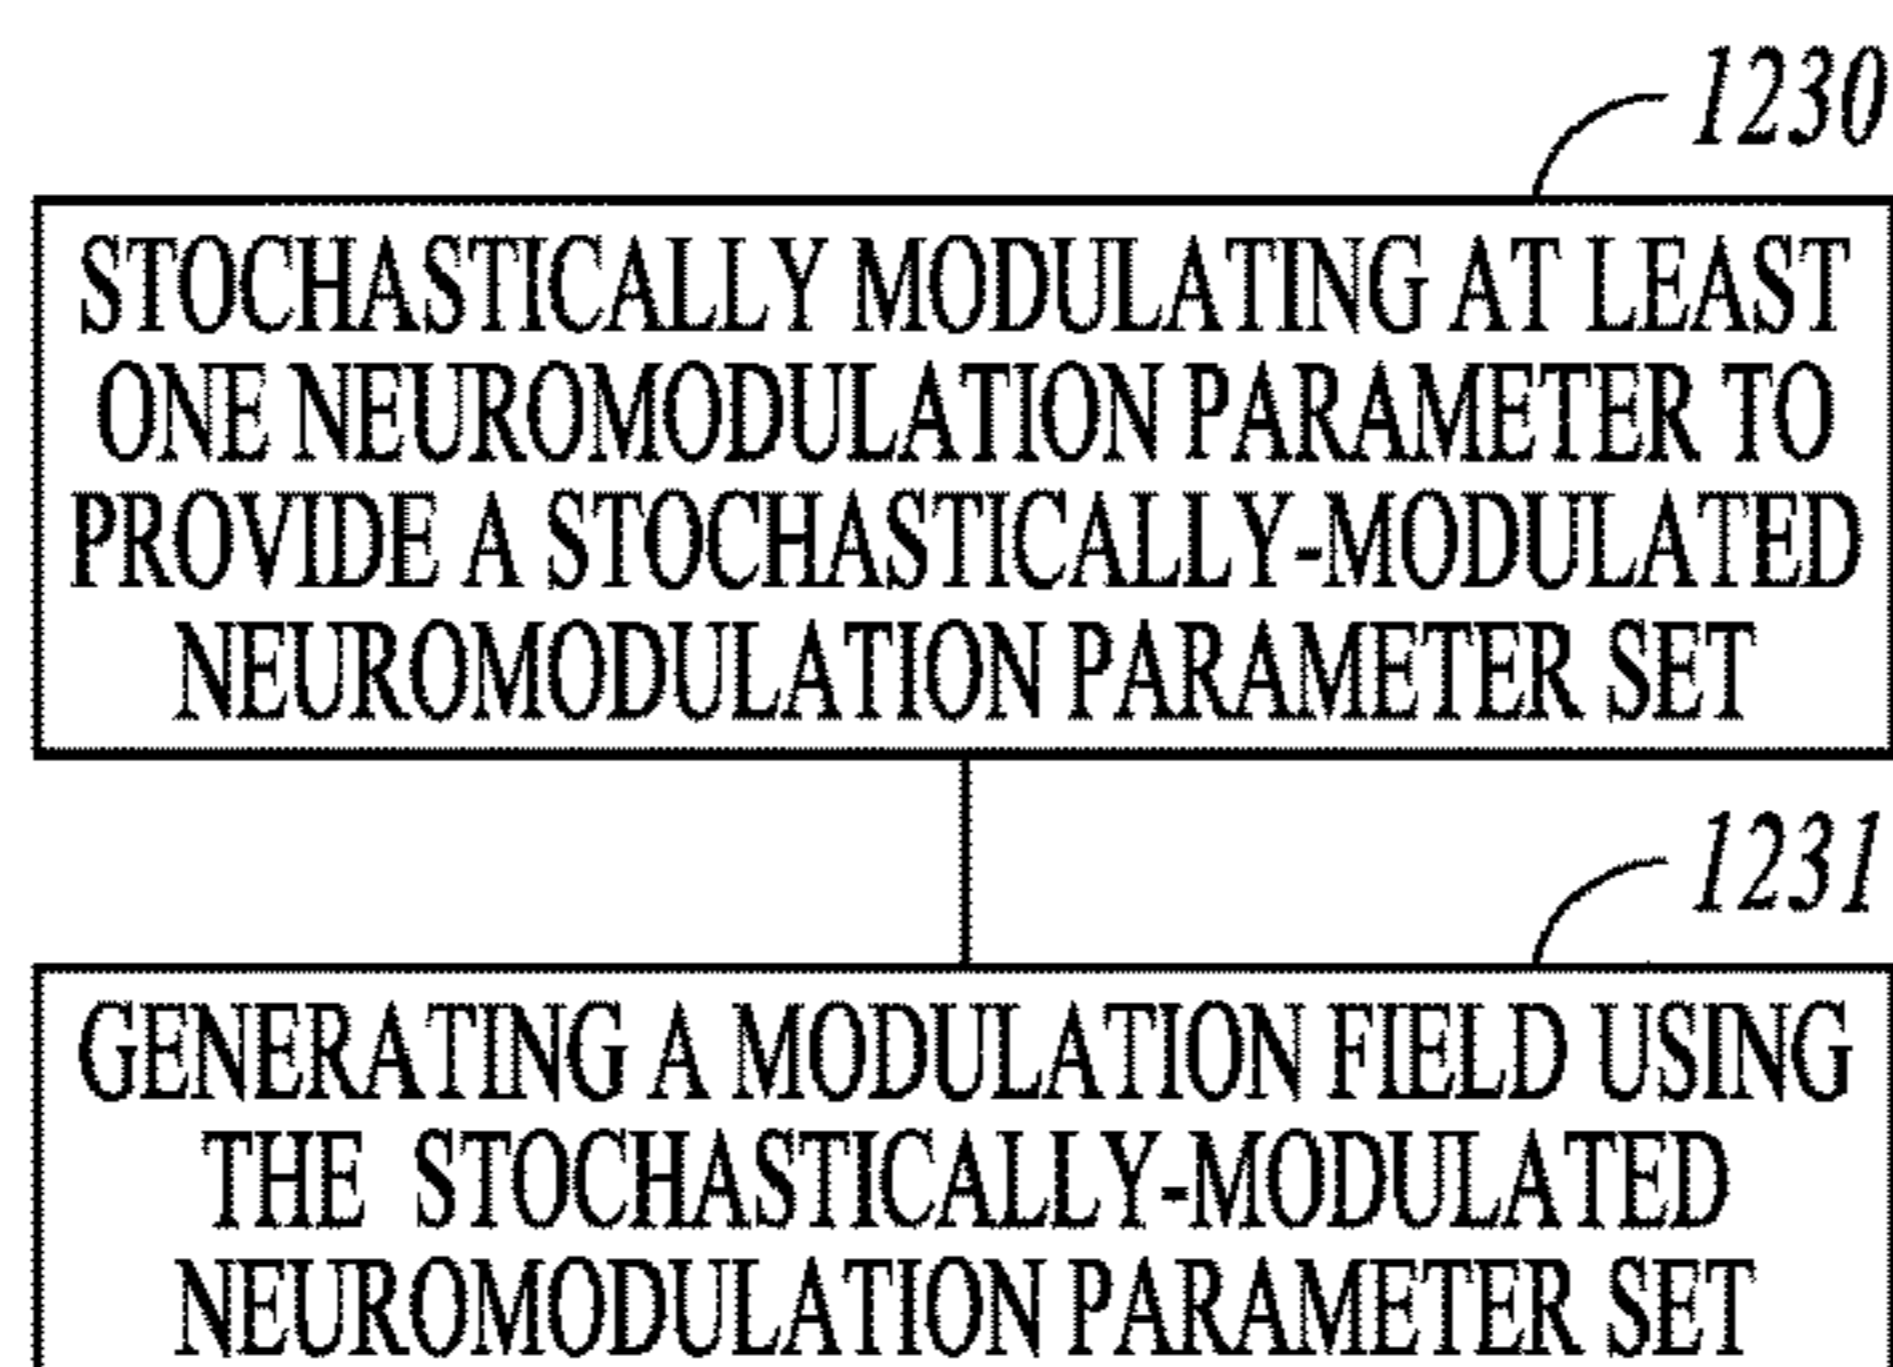 1230
STOCHASTICALLY MODULATING AT LEAST
ONE NEUROMODULATION PARAMETER TO
PROVIDE A STOCHASTICALLY-MODULATED
NEUROMODULATION PARAMETER SET
1231
GENERATING A MODULATION FIELD USING
THE STOCHASTICALLY-MODULATED
NEUROMODULATION PARAMETER SET